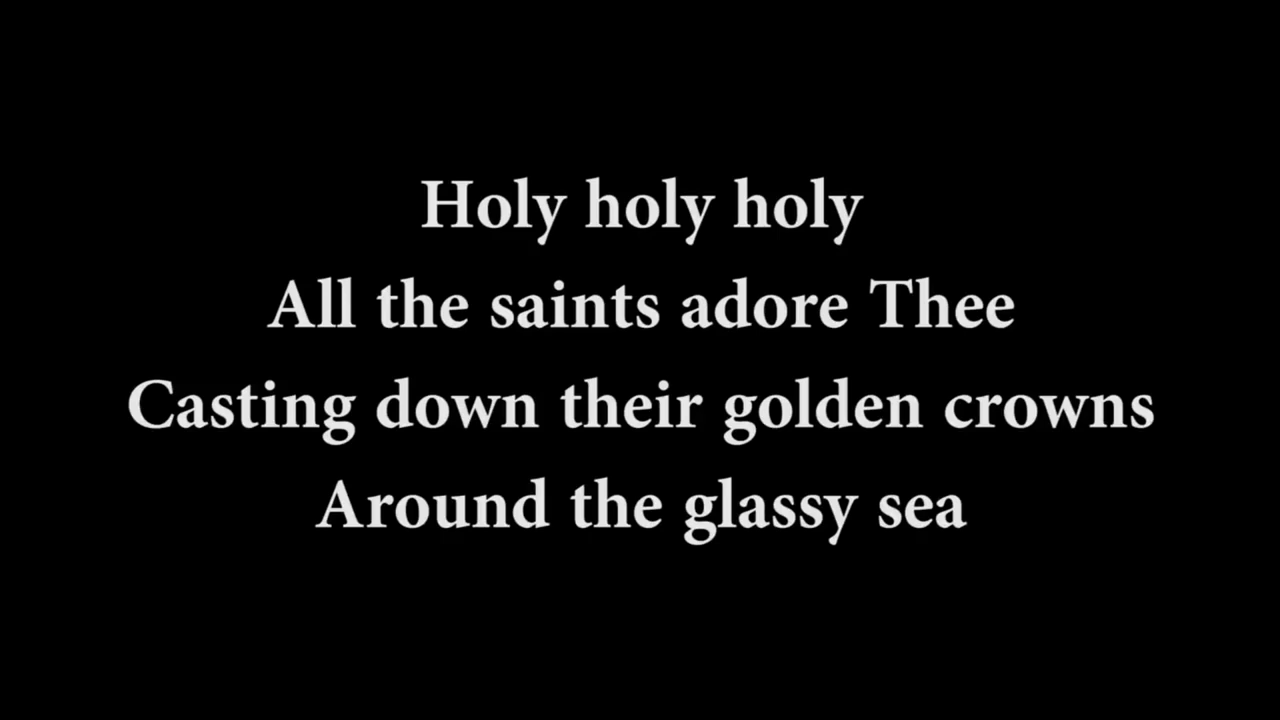 Holy holy holy
All the saints adore Thee
Casting down their golden crowns
Around the glassy sea